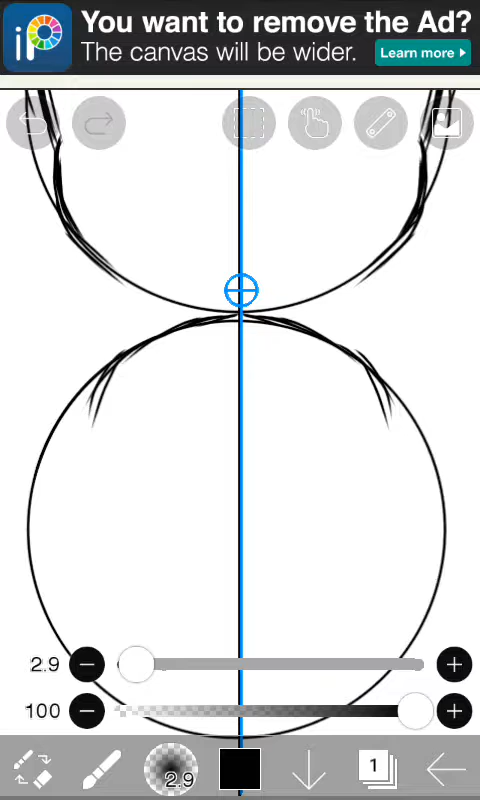 iP
You want to remove the Ad?
The canvas will be wider.
Learn more
2.9
100
2.9
1